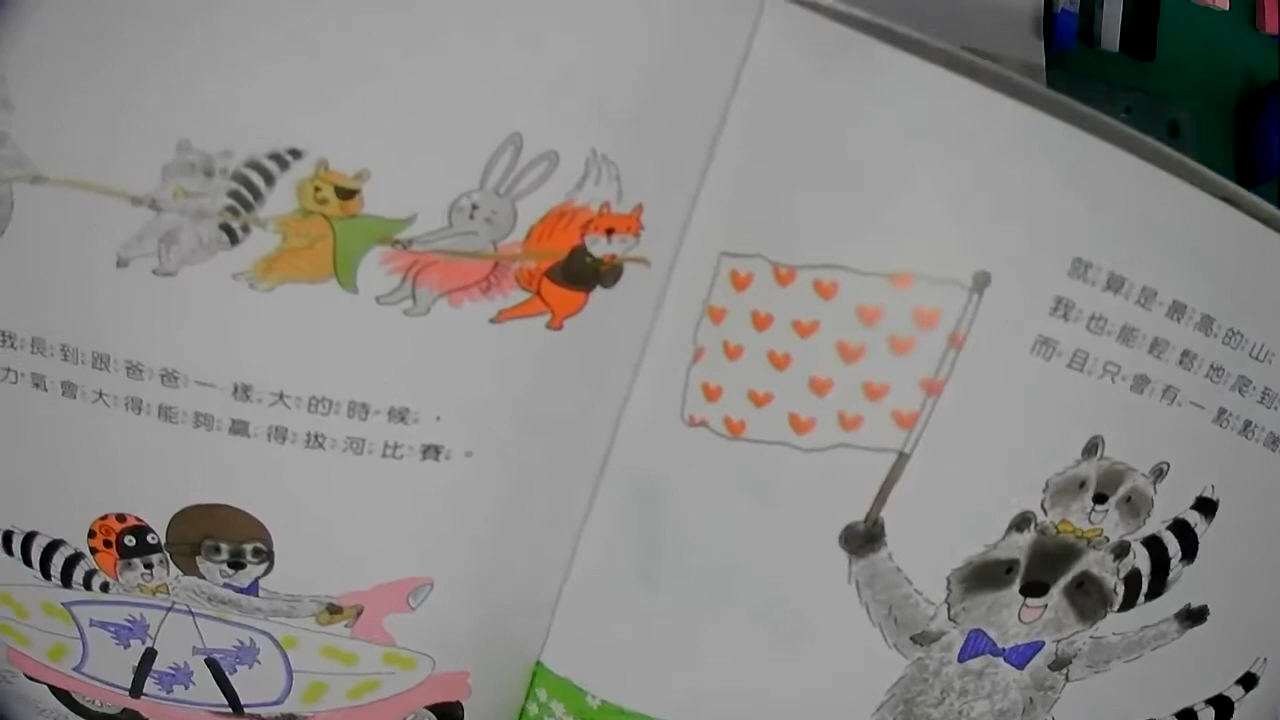 我長到跟爸爸一樣大的時候，
力氣會大得能夠贏得拔河比賽。
就算是最高的山
我也能輕鬆地爬到
而且只會有一點點